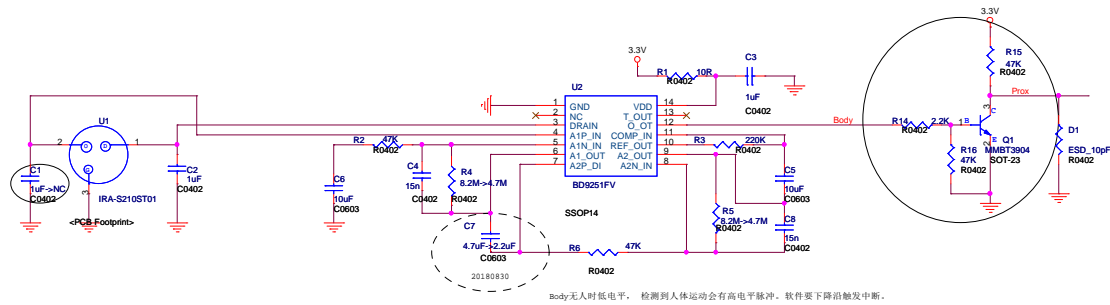 3.3V
R15
47K
R0402
Prox
3.3V
R1
10R
R0402
C3
1uF
C0402
U2
1
2
3
4
5
6
7
GND
NC
DRAIN
A1P_IN
A1N_IN
A1_OUT
A2P_DI
VDD
T_OUT
O_OT
COMP_IN
REF_OUT
A2_OUT
A2N_IN
14
13
12
11
10
9
8
BD9251FV
SSOP14
U1
2
1
D
S
G
3
IRA-S210ST01
<PCB Footprint>
C1
1uF->NC
C0402
C2
1uF
C0402
R2
47K
R0402
C4
15n
C0402
R4
8.2M->4.7M
R0402
C6
10uF
C0603
C7
4.7uF->2.2uF
C0603
20180830
R6
47K
R0402
R3
220K
R0402
R5
8.2M->4.7M
R0402
C5
10uF
C0603
C8
15n
C0402
Body
R14
2.2K
R0402
R16
47K
R0402
1
B
3
C
E
2
Q1
MMBT3904
SOT-23
D1
ESD_10pF
R0402
Body无人时低电平， 检测到人体运动会有高电平脉冲。软件要下降沿触发中断。